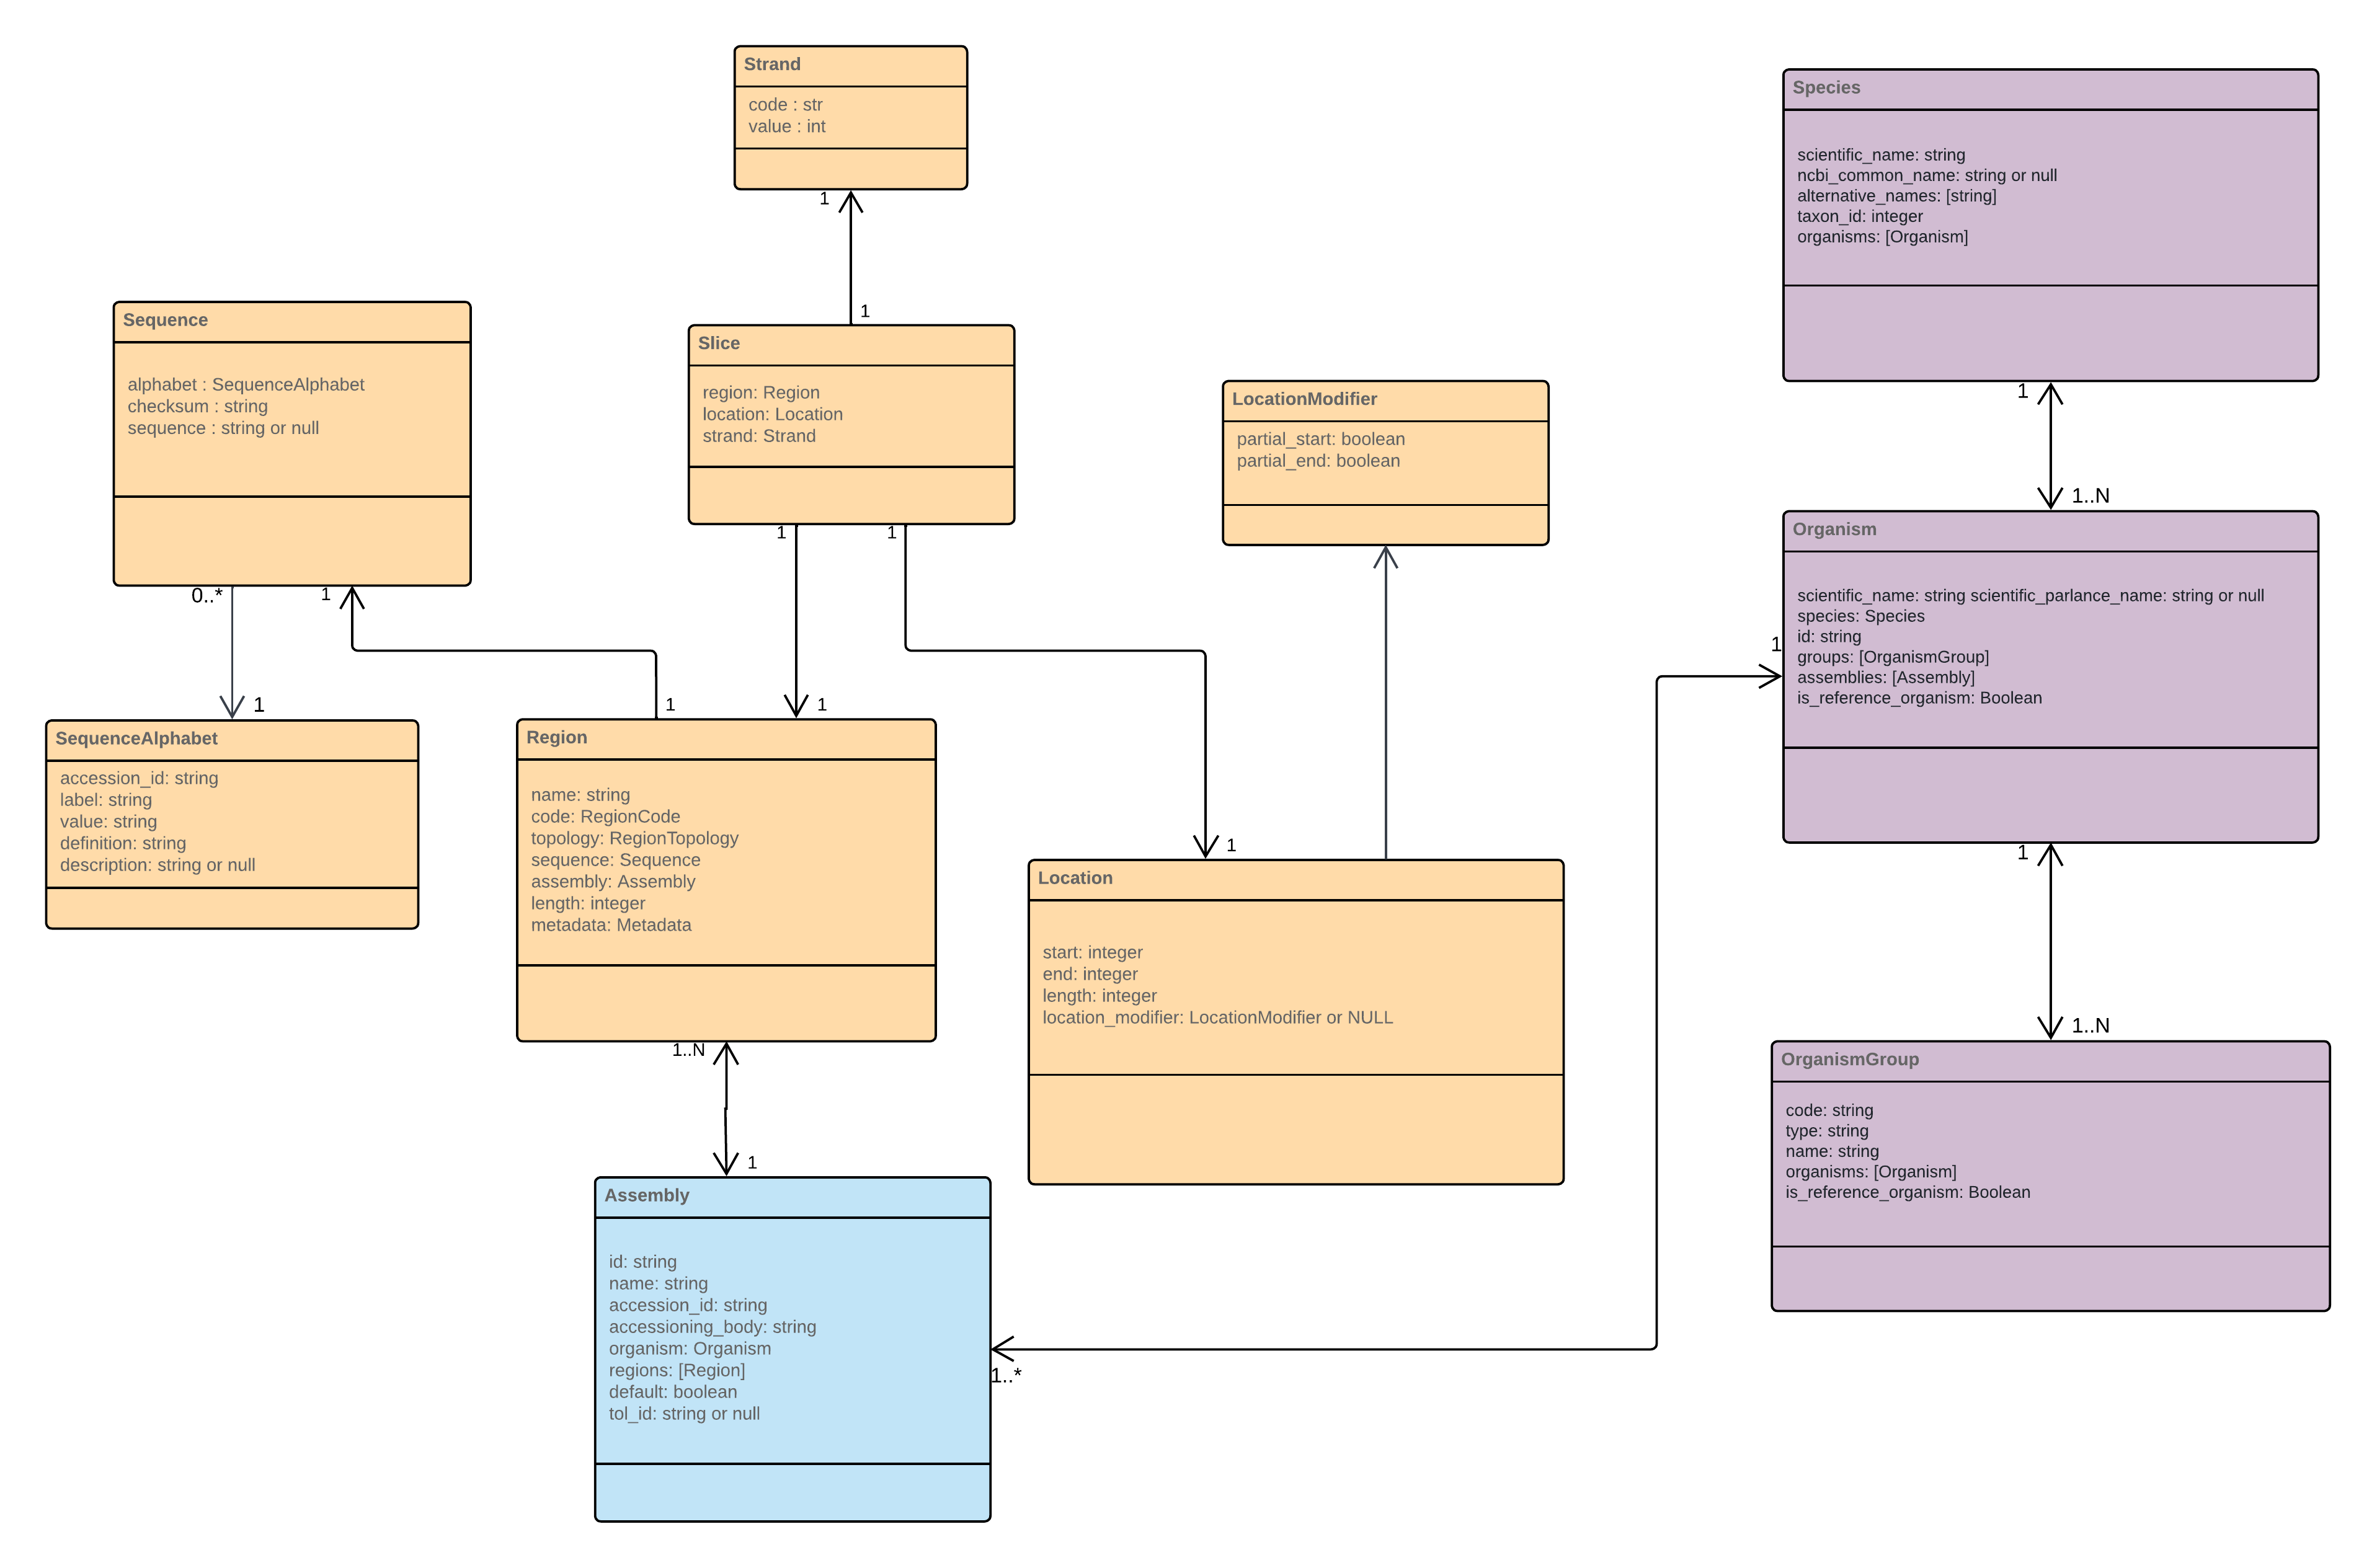 Strand
code : str
value : int
1
1
Species
scientific_name: string
ncbi_common_name: string or null
alternative_names: [string]
taxon_id: integer
organisms: [Organism]
1
1..N
Sequence
alphabet : SequenceAlphabet
checksum : string
sequence : string or null
0..*
1
1
Slice
region: Region
location: Location
strand: Strand
1
1
1
1
1
LocationModifier
partial_start: boolean
partial_end: boolean
Organism
scientific_name: string scientific_parlance_name: string or null
species: Species
id: string
groups: [OrganismGroup]
assemblies: [Assembly]
is_reference_organism: Boolean
1
1
1..N
SequenceAlphabet
accession_id: string
label: string
value: string
definition: string
description: string or null
Region
name: string
code: RegionCode
topology: RegionTopology
sequence: Sequence
assembly: Assembly
length: integer
metadata: Metadata
1..N
1
Location
start: integer
end: integer
length: integer
location_modifier: LocationModifier or NULL
OrganismGroup
code: string
type: string
name: string
organisms: [Organism]
is_reference_organism: Boolean
Assembly
id: string
name: string
accession_id: string
accessioning_body: string
organism: Organism
regions: [Region]
default: boolean
tol_id: string or null
1..*